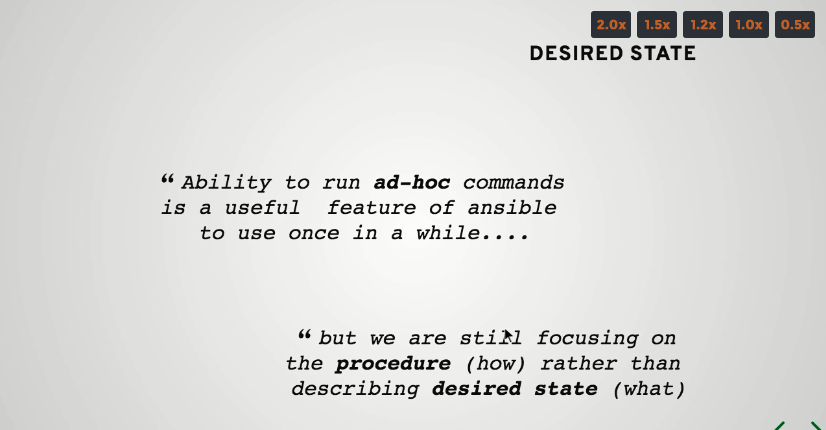 2.0x 1.5x 1.2x 1.0x 0.5x
DESIRED STATE
“ Ability to run ad-hoc commands
is a useful feature of ansible
to use once in a while....
“ but we are still focusing on
the procedure (how) rather than
describing desired state (what)